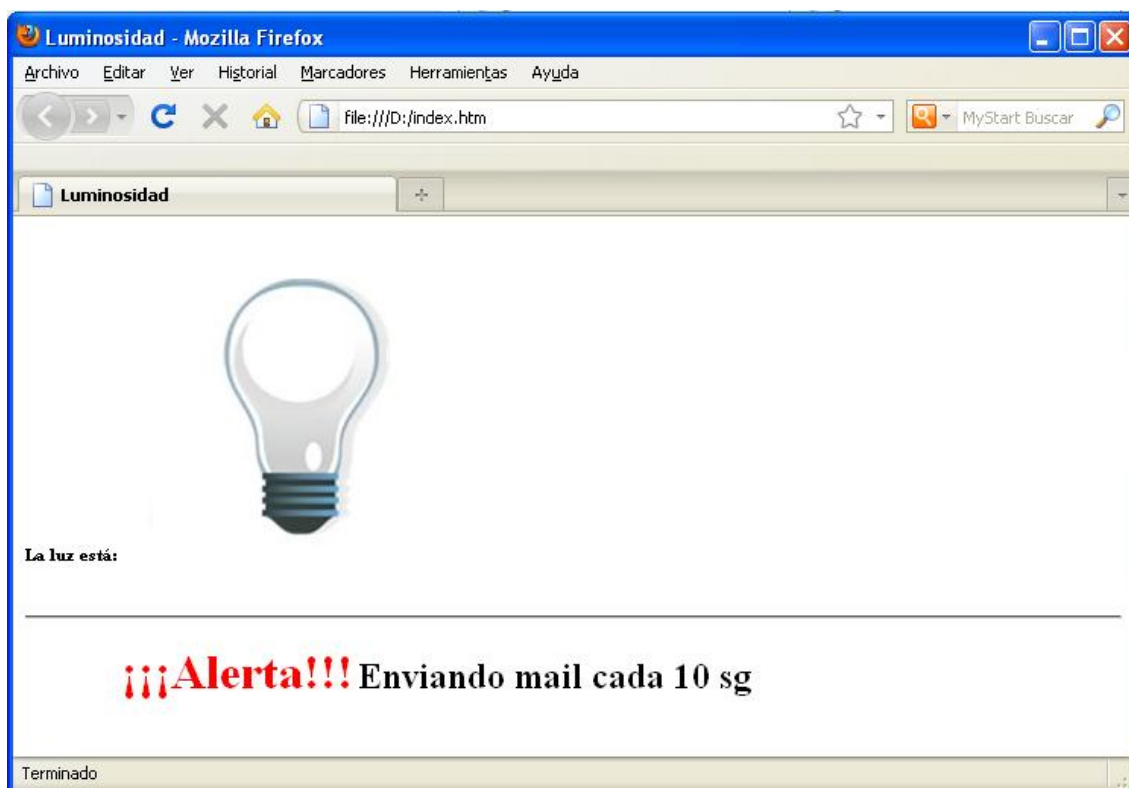 Luminosidad - Mozilla Firefox
Archivo Editar Ver Historial Marcadores Herramientas Ayuda
file:///D:/index.htm MyStart Buscar
Luminosidad
La luz está:
¡¡¡Alerta!!! Enviando mail cada 10 sg
Terminado